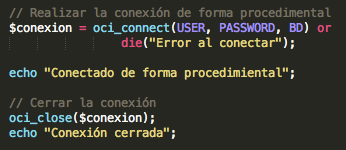 // Realizar la conexión de forma procedimental
$conexion = oci_connect(USER, PASSWORD, BD) or
die("Error al conectar");
echo "Conectado de forma procedimiental";
// Cerrar la conexión
oci_close($conexion);
echo "Conexión cerrada";